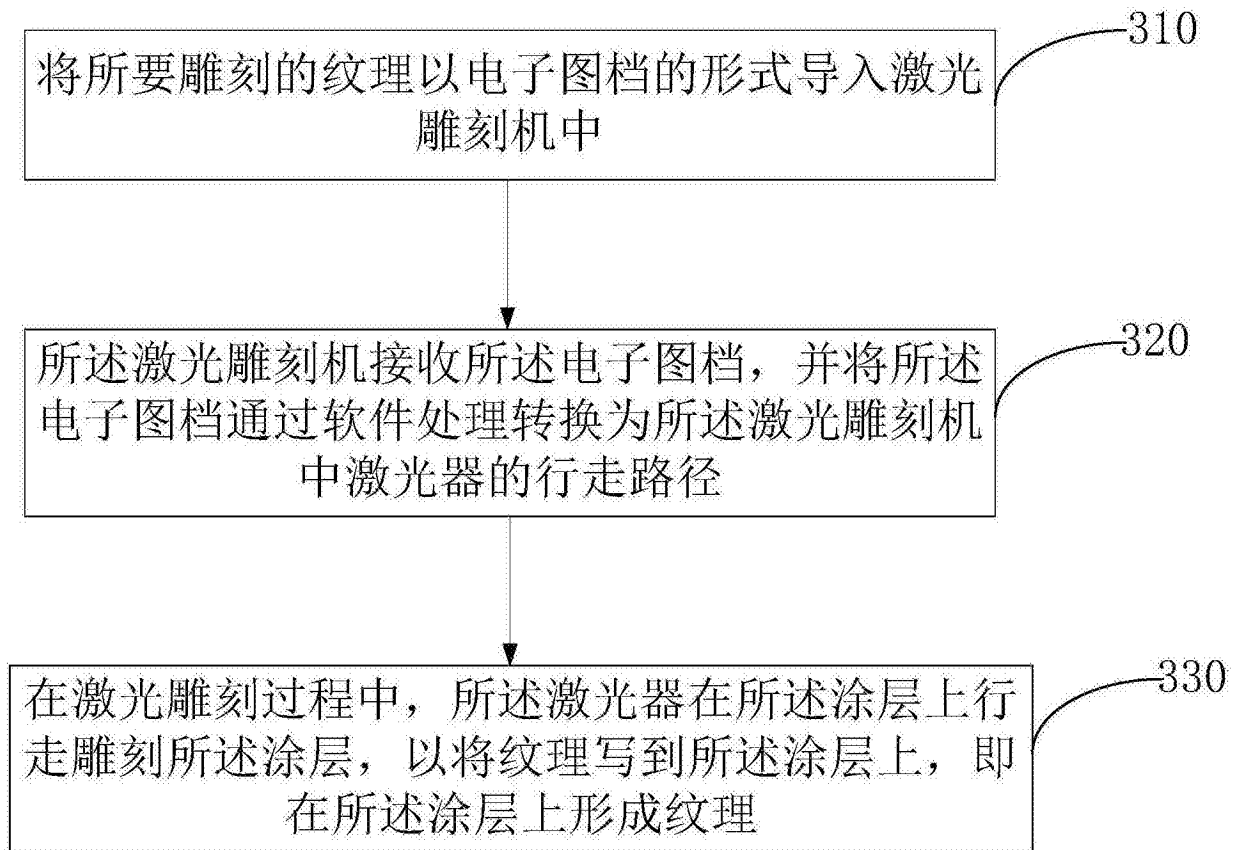 310
将所要雕刻的纹理以电子图档的形式导入激光
雕刻机中
320
所述激光雕刻机接收所述电子图档，并将所述
电子图档通过软件处理转换为所述激光雕刻机
中激光器的行走路径
330
在激光雕刻过程中，所述激光器在所述涂层上行
走雕刻所述涂层，以将纹理写到所述涂层上，即
在所述涂层上形成纹理